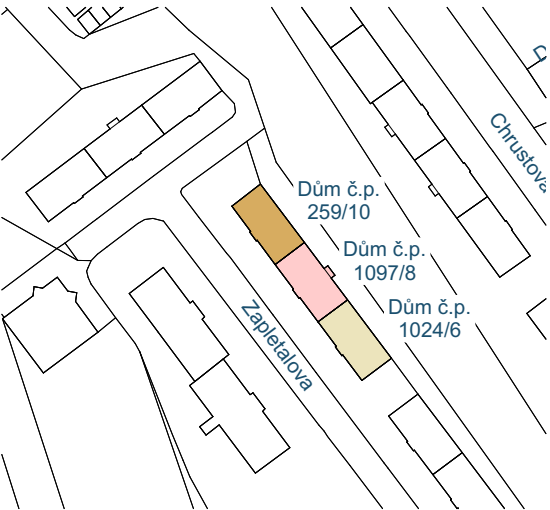 Dům č.p.
259/10
Dům č.p.
1097/8
Dům č.p.
1024/6
Zapletalova
Chrustova
D